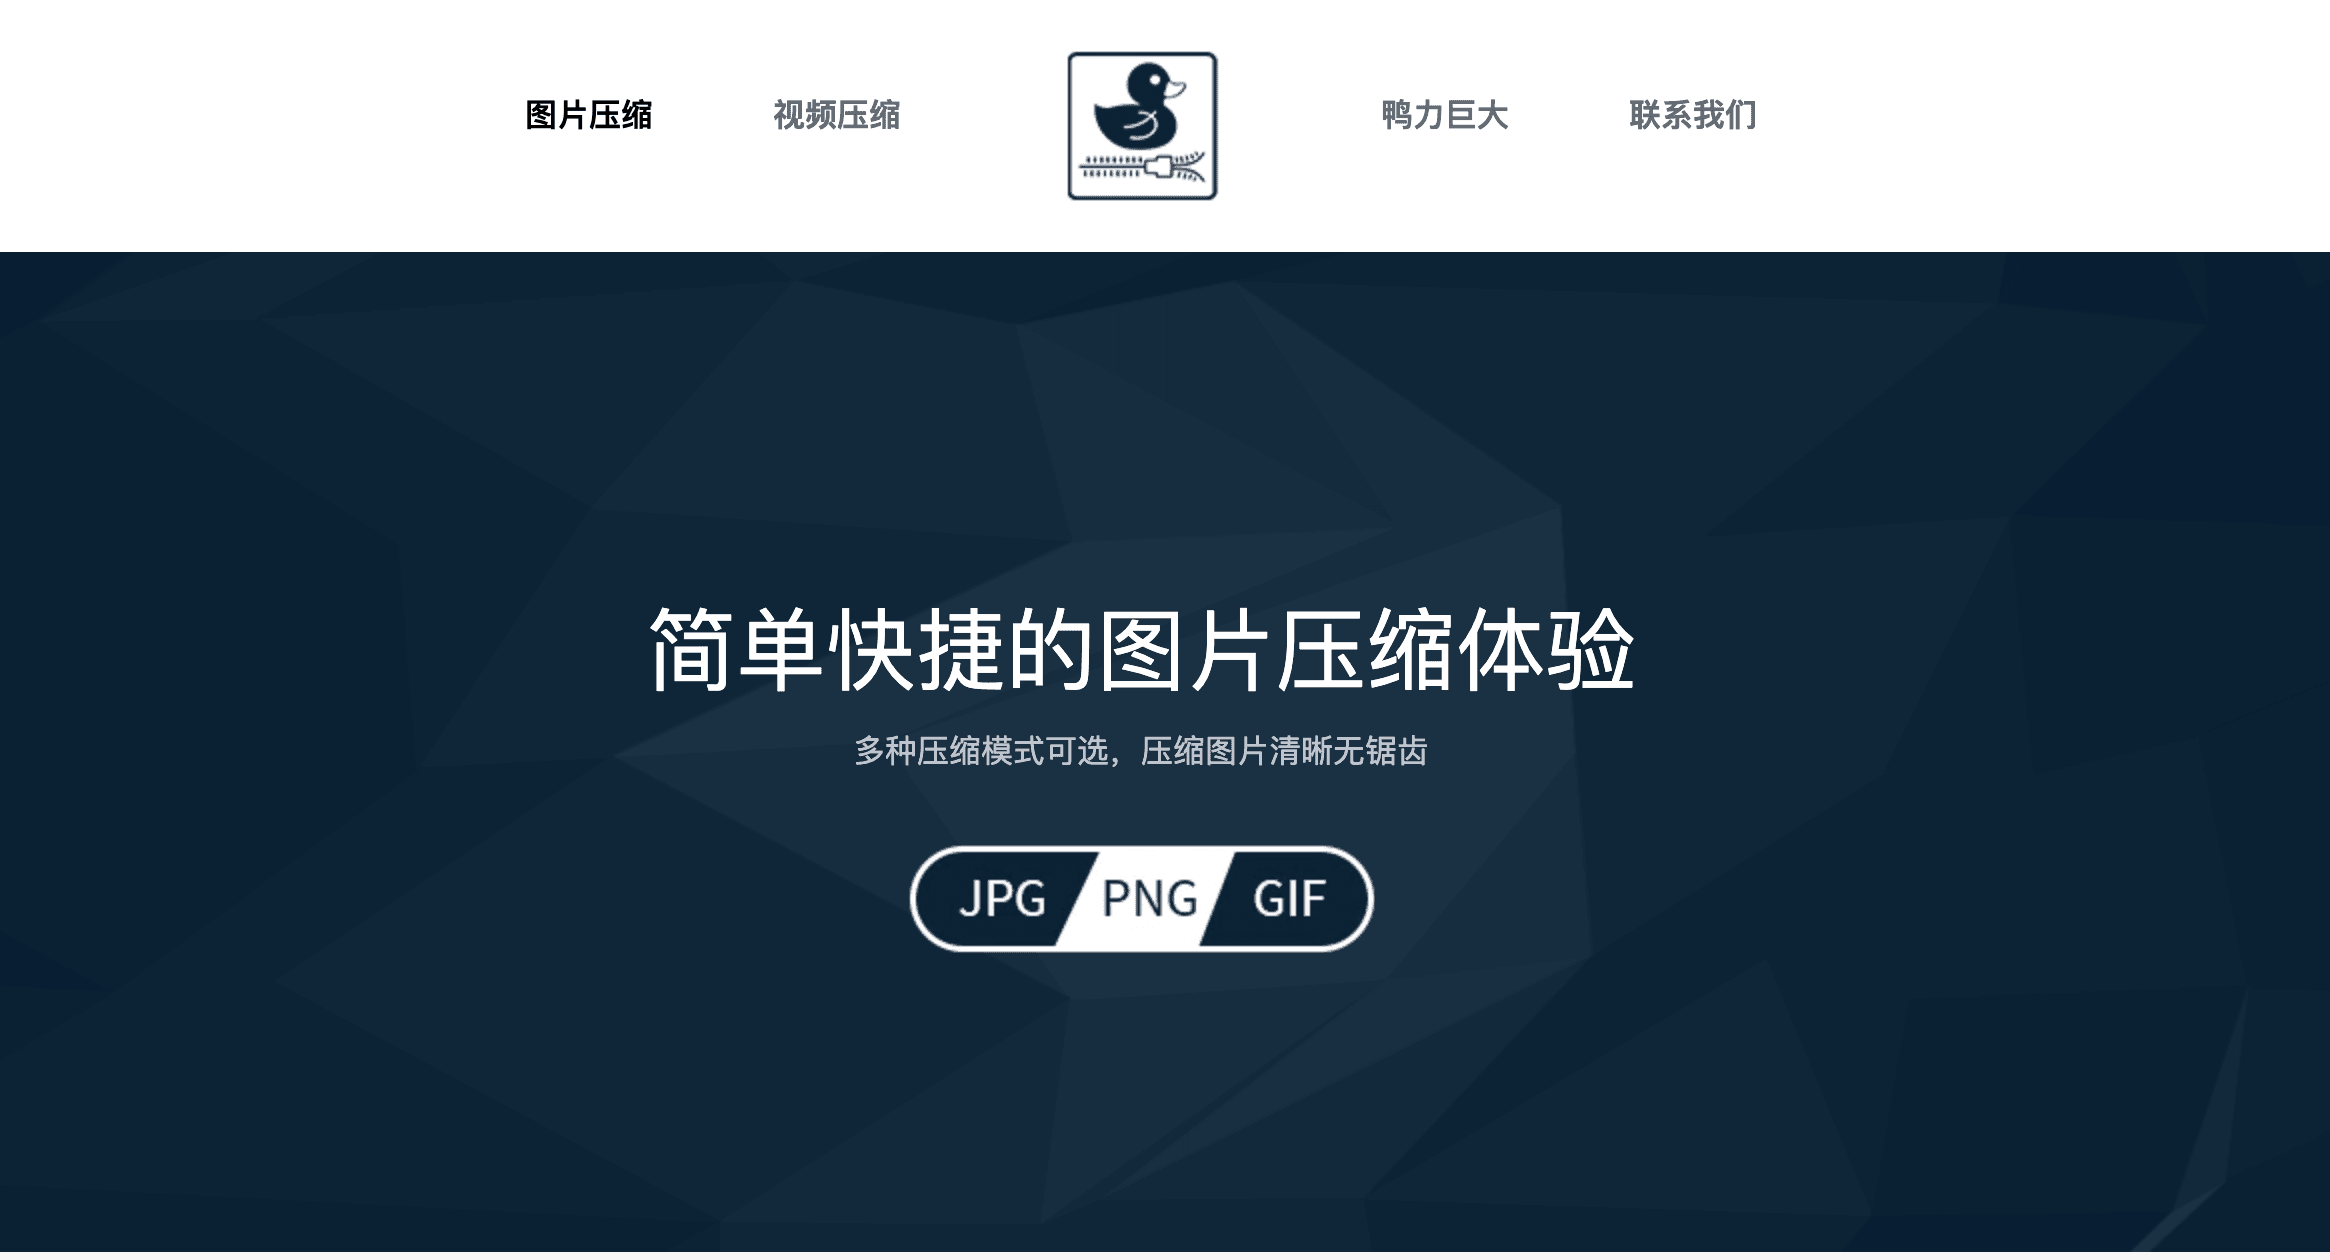 图片压缩 视频压缩 鸭力巨大 联系我们
简单快捷的图片压缩体验
多种压缩模式可选，压缩图片清晰无锯齿
JPG PNG GIF